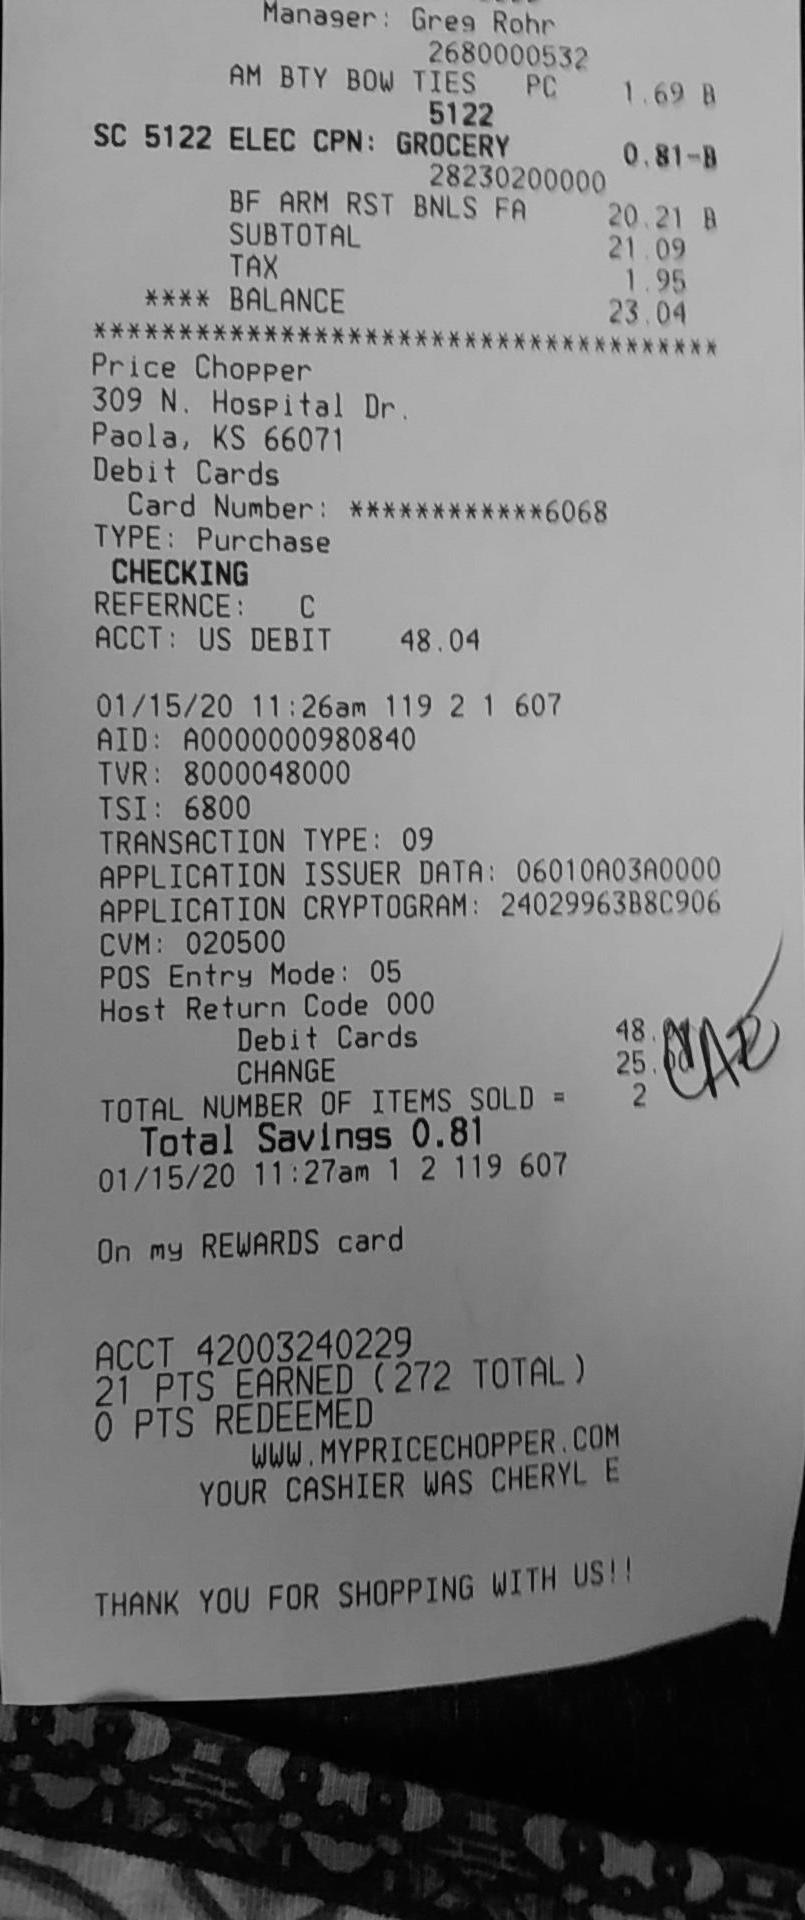 Manager: Greg Rohr
2680000532
AM BTY BOW TIES PC 1.69 B
5122
SC 5122 ELEC CPN: GROCERY 0.81-B
28230200000
BF ARM RST BNLS FA 20.21 B
SUBTOTAL 21.09
TAX 1.95
**** BALANCE 23.04
*************************************
Price Chopper
309 N. Hospital Dr.
Paola, KS 66071
Debit Cards
Card Number: ************6068
TYPE: Purchase
CHECKING
REFERNCE: C
ACCT: US DEBIT 48.04
01/15/20 11:26am 119 2 1 607
AID: A0000000980840
TVR: 8000048000
TSI: 6800
TRANSACTION TYPE: 09
APPLICATION ISSUER DATA: 06010A03A0000
APPLICATION CRYPTOGRAM: 24029963B8C906
CVM: 020500
POS Entry Mode: 05
Host Return Code 000
Debit Cards 48.
CHANGE 25.
TOTAL NUMBER OF ITEMS SOLD = 2
Total Savings 0.81
01/15/20 11:27am 1 2 119 607
On my REWARDS card
ACCT 42003240229
21 PTS EARNED (272 TOTAL)
0 PTS REDEEMED
WWW.MYPRICECHOPPER.COM
YOUR CASHIER WAS CHERYL E
THANK YOU FOR SHOPPING WITH US!!